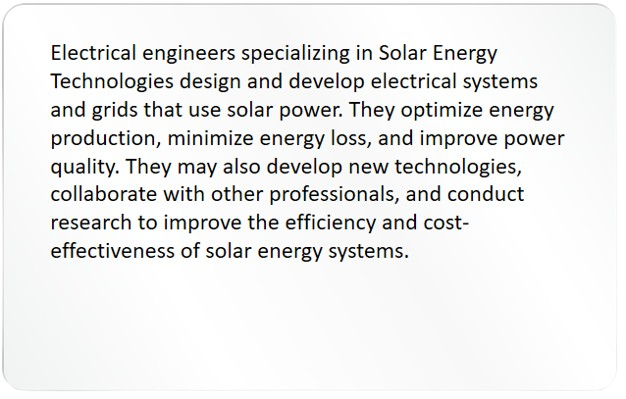 Electrical engineers specializing in Solar Energy
Technologies design and develop electrical systems
and grids that use solar power. They optimize energy
production, minimize energy loss, and improve power
quality. They may also develop new technologies,
collaborate with other professionals, and conduct
research to improve the efficiency and cost-
effectiveness of solar energy systems.